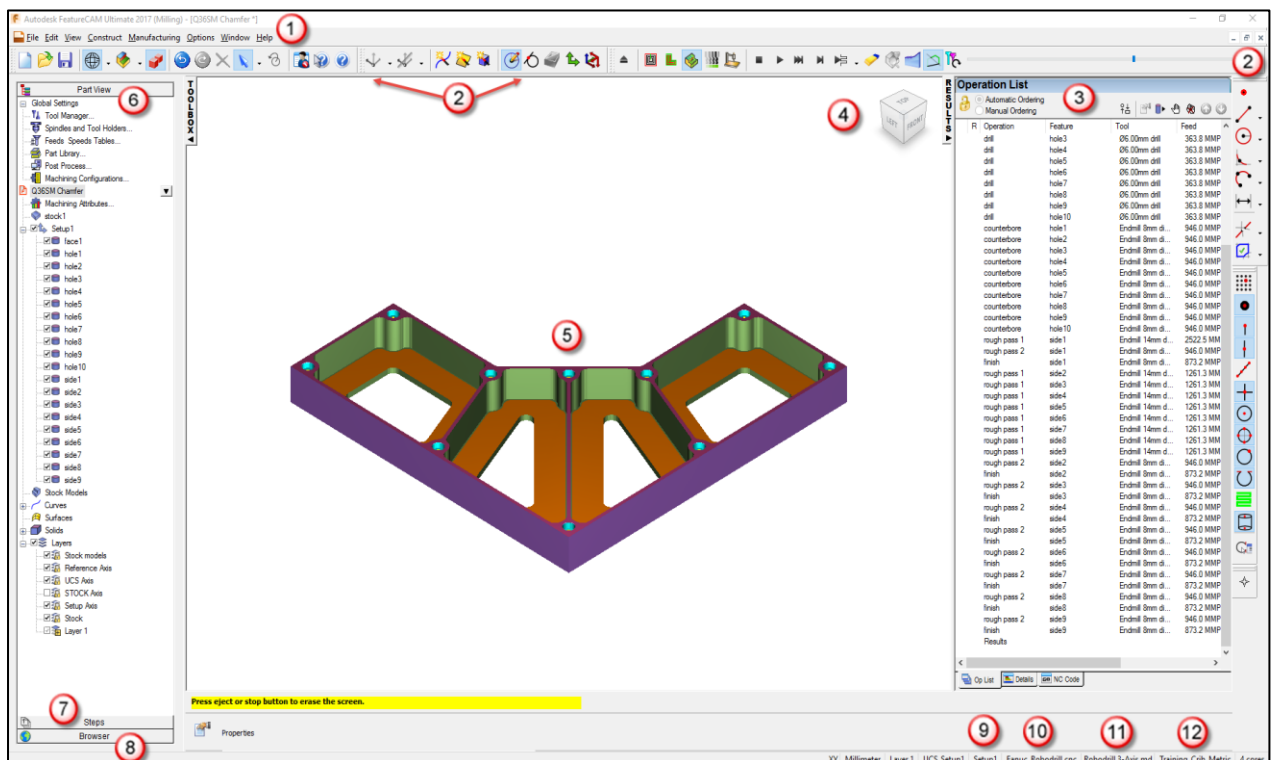 Autodesk FeatureCAM Ultimate 2017 (Milling) - [Q36SM Chamfer *]
File Edit View Construct Manufacturing Options Window Help
1
2
2
TOOLBOX
RESULTS
Part View
6
Global Settings
Tool Manager...
Spindles and Tool Holders...
Feeds Speeds Tables...
Part Library...
Post Process...
Machining Configurations...
Q36SM Chamfer
Machining Attributes...
stock1
Setup1
face1
hole1
hole2
hole3
hole4
hole5
hole6
hole7
hole8
hole9
hole10
side1
side2
side3
side4
side5
side6
side7
side8
side9
Stock Models
Curves
Surfaces
Solids
Layers
Stock models
Reference Axis
UCS Axis
STOCK Axis
Setup Axis
Stock
Layer 1
7
Steps
Browser
8
4
TOP
LEFT FRONT
5
Press eject or stop button to erase the screen.
Properties
Operation List
Automatic Ordering
Manual Ordering
3
R Operation Feature Tool Feed
drill hole3 Ø6.00mm drill 363.8 MMP
drill hole4 Ø6.00mm drill 363.8 MMP
drill hole5 Ø6.00mm drill 363.8 MMP
drill hole6 Ø6.00mm drill 363.8 MMP
drill hole7 Ø6.00mm drill 363.8 MMP
drill hole8 Ø6.00mm drill 363.8 MMP
drill hole9 Ø6.00mm drill 363.8 MMP
drill hole10 Ø6.00mm drill 363.8 MMP
counterbore hole1 Endmill 8mm di... 946.0 MMP
counterbore hole2 Endmill 8mm di... 946.0 MMP
counterbore hole3 Endmill 8mm di... 946.0 MMP
counterbore hole4 Endmill 8mm di... 946.0 MMP
counterbore hole5 Endmill 8mm di... 946.0 MMP
counterbore hole6 Endmill 8mm di... 946.0 MMP
counterbore hole7 Endmill 8mm di... 946.0 MMP
counterbore hole8 Endmill 8mm di... 946.0 MMP
counterbore hole9 Endmill 8mm di... 946.0 MMP
counterbore hole10 Endmill 8mm di... 946.0 MMP
rough pass 1 side1 Endmill 14mm d... 2522.5 MM
rough pass 2 side1 Endmill 8mm di... 946.0 MMP
finish side1 Endmill 8mm di... 873.2 MMP
rough pass 1 side2 Endmill 14mm d... 1261.3 MM
rough pass 1 side3 Endmill 14mm d... 1261.3 MM
rough pass 1 side4 Endmill 14mm d... 1261.3 MM
rough pass 1 side5 Endmill 14mm d... 1261.3 MM
rough pass 1 side6 Endmill 14mm d... 1261.3 MM
rough pass 1 side7 Endmill 14mm d... 1261.3 MM
rough pass 1 side8 Endmill 14mm d... 1261.3 MM
rough pass 1 side9 Endmill 14mm d... 1261.3 MM
rough pass 2 side2 Endmill 8mm di... 946.0 MMP
finish side2 Endmill 8mm di... 873.2 MMP
rough pass 2 side3 Endmill 8mm di... 946.0 MMP
finish side3 Endmill 8mm di... 873.2 MMP
rough pass 2 side4 Endmill 8mm di... 946.0 MMP
finish side4 Endmill 8mm di... 873.2 MMP
rough pass 2 side5 Endmill 8mm di... 946.0 MMP
finish side5 Endmill 8mm di... 873.2 MMP
rough pass 2 side6 Endmill 8mm di... 946.0 MMP
finish side6 Endmill 8mm di... 873.2 MMP
rough pass 2 side7 Endmill 8mm di... 946.0 MMP
finish side7 Endmill 8mm di... 873.2 MMP
rough pass 2 side8 Endmill 8mm di... 946.0 MMP
finish side8 Endmill 8mm di... 873.2 MMP
rough pass 2 side9 Endmill 8mm di... 946.0 MMP
finish side9 Endmill 8mm di... 873.2 MMP
Results
Op List Details NC Code
9 10 11 12
XY Millimeter Layer 1 UCS_Setup1 Setup1 Fanuc_Robodrill.cnc Robodrill 3-Axis.md Training_Crib_Metric 4 cores